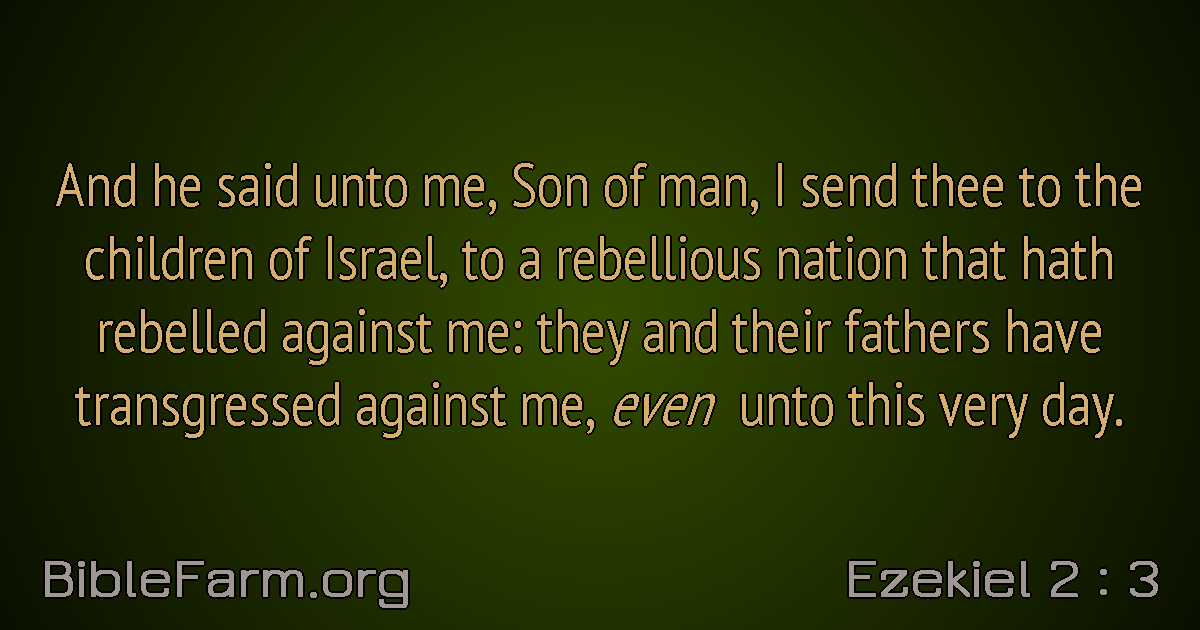 And he said unto me, Son of man, I send thee to the
children of Israel, to a rebellious nation that hath
rebelled against me: they and their fathers have
transgressed against me, even unto this very day.
BibleFarm.org
Ezekiel 2 : 3